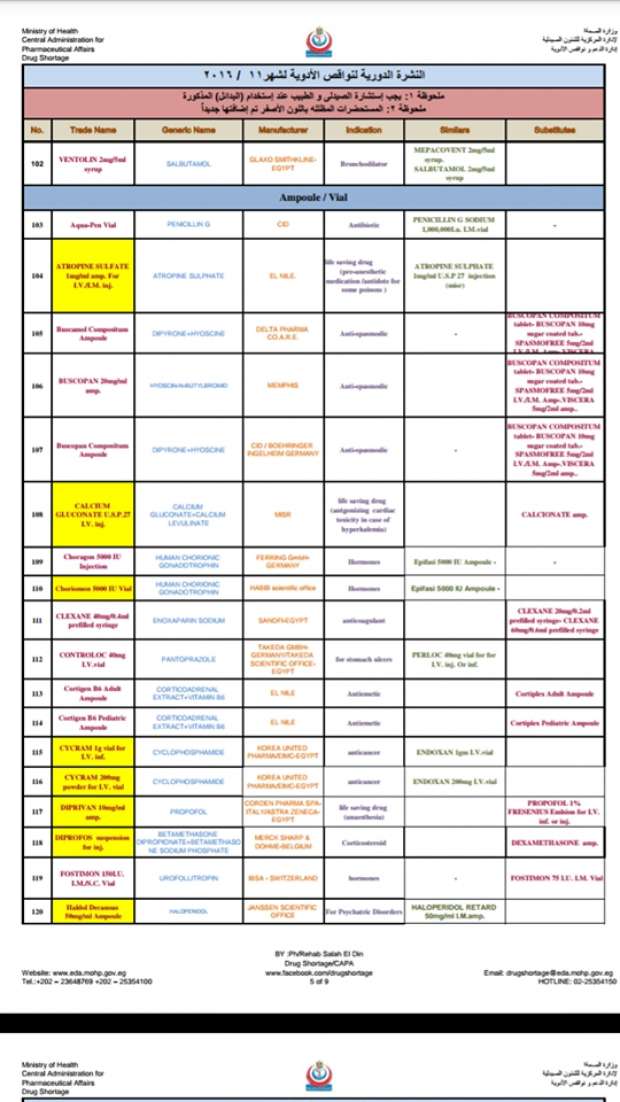 Ministry of Health
Central Administration for
Pharmaceutical Affairs
Drug Shortage
وزارة الصحة
الإدارة المركزية للشئون الصيدلية
النشرة الدورية لنواقص الأدوية لشهر ١١ / ٢٠١٦
ملحوظة ١: يجب إستشارة الصيدلى و الطبيب عند إستخدام (البدائل) المذكورة
ملحوظة ٢: المستحضرات المظلله باللون الأصفر تم إضافتها جديداً
No. Trade Name Generic Name Manufacturer Indication Similars Substitutes
102 VENTOLIN 2mg/5ml syrup SALBUTAMOL GLAXO SMITHKLINE-EGYPT Bronchodilator MEPACOVENT 2mg/5ml syrup. SALBUTAMOL 2mg/5ml syrup
Ampoule / Vial
103 Aqua-Pen Vial PENICILLIN G CID Antibiotic PENICILLIN G SODIUM 1,000,000I.u. I.M.vial -
104 ATROPINE SULFATE 1mg/ml amp. For I.V./I.M. inj. ATROPINE SULPHATE EL NILE. life saving drug (pre-anesthetic medication /antidote for some poisons ) ATROPINE SULPHATE 1mg/ml U.S.P 27 injection (misr)
105 Buscamol Compositum Ampoule DIPYRONE+HYOSCINE DELTA PHARMA CO.A.R.E. Anti-spasmodic - BUSCOPAN COMPOSITUM tablet- BUSCOPAN 10mg sugar coated tab.- SPASMOFREE 5mg/2ml I.V./I.M. Amp-.VISCERA
106 BUSCOPAN 20mg/ml amp. HYOSCIN-N-BUTYLBROMID MEMPHIS Anti-spasmodic BUSCOPAN COMPOSITUM tablet- BUSCOPAN 10mg sugar coated tab.- SPASMOFREE 5mg/2ml I.V./I.M. Amp-.VISCERA 5mg/2ml amp..
107 Buscopan Compositum Ampoule DIPYRONE+HYOSCINE CID / BOEHRINGER INGELHEIM GERMANY Anti-spasmodic - BUSCOPAN COMPOSITUM tablet- BUSCOPAN 10mg sugar coated tab.- SPASMOFREE 5mg/2ml I.V./I.M. Amp-.VISCERA 5mg/2ml amp..
108 CALCIUM GLUCONATE U.S.P.27 I.V. inj. CALCIUM GLUCONATE+CALCIUM LEVULINATE MISR life saving drug (antgonizing cardiac toxicity in case of hyperkalemia) CALCIONATE amp.
109 Choragon 5000 IU Injection HUMAN CHORIONIC GONADOTROPHIN FERRING GmbH-GERMANY Hormones Epifasi 5000 IU Ampoule - -
110 Choriomon 5000 IU Vial HUMAN CHORIONIC GONADOTROPHIN HABIB scientific office Hormones Epifasi 5000 IU Ampoule -
111 CLEXANE 40mg/0.4ml prefilled syringe ENOXAPRIN SODIUM SANOFI-EGYPT anticoagulant CLEXANE 20mg/0.2ml prefilled syringe- CLEXANE 60mg/0.6ml prefilled syringe
112 CONTROLOC 40mg I.V.vial PANTOPRAZOLE TAKEDA GMBH-GERMANY/TAKEDA SCIENTIFIC OFFICE-EGYPT for stomach ulcers PERLOC 40mg vial for for I.V. inj. Or inf.
113 Cortigen B6 Adult Ampoule CORTICOADRENAL EXTRACT+VITAMIN B6 EL NILE Antiemetic Cortiplex Adult Ampoule
114 Cortigen B6 Pediatric Ampoule CORTICOADRENAL EXTRACT+VITAMIN B6 EL NILE Antiemetic Cortiplex Pediatric Ampoule
115 CYCRAM 1g vial for I.V. inf. CYCLOPHOSPHAMIDE KOREA UNITED PHARMA/EIMC-EGYPT anticancer ENDOXAN 1gm I.V.vial
116 CYCRAM 200mg powder for I.V. vial CYCLOPHOSPHAMIDE KOREA UNITED PHARMA/EIMC-EGYPT anticancer ENDOXAN 200mg I.V.vial
117 DIPRIVAN 10mg/ml amp. PROPOFOL CORDEN PHARMA SPA-ITALY/ASTRA ZENECA-EGYPT life saving drug (anaesthesia) PROPOFOL 1% FRESENIUS Emlsion for I.V. inf. or inj.
118 DIPROFOS suspension for inj. BETAMETHASONE DIPROPIONATE+BETAMETHASONE SODIUM PHOSPHATE MERCK SHARP & DOHME-BELGIUM Corticosteroid DEXAMETHASONE amp.
119 FOSTIMON 150I.U. I.M./S.C. Vial UROFOLLITROPIN IBSA - SWITZERLAND hormones - FOSTIMON 75 I.U. I.M. Vial
120 Haldol Decanoas 50mg/ml Ampoule HALOPERIDOL JANSSEN SCIENTIFIC OFFICE For Psychatric Disorders HALOPERIDOL RETARD 50mg/ml I.M.amp.
BY :Ph/Rehab Salah El Din
Drug Shortage/CAPA
Website: www.eda.mohp.gov.eg www.facebook.com/drugshortage Email: drugshortage@eda.mohp.gov.eg
Tel.:+202 - 23648769 +202 - 25354100 5 of 9 HOTLINE: 02-25354150
Ministry of Health
Central Administration for
Pharmaceutical Affairs
Drug Shortage
وزارة الصحة
الإدارة المركزية للشئون الصيدلية